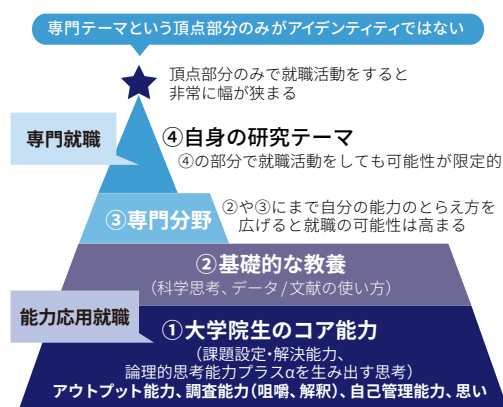 専門テーマという頂点部分のみがアイデンティティではない
頂点部分のみで就職活動をすると
非常に幅が狭まる
専門就職
④自身の研究テーマ
④の部分で就職活動をしても可能性が限定的
③専門分野
②や③にまで自分の能力のとらえ方を
広げると就職の可能性は高まる
②基礎的な教養
（科学思考、データ/文献の使い方）
能力応用就職
①大学院生のコア能力
（課題設定・解決能力、
論理的思考能力プラスαを生み出す思考）
アウトプット能力、調査能力（咀嚼、解釈）、自己管理能力、思い